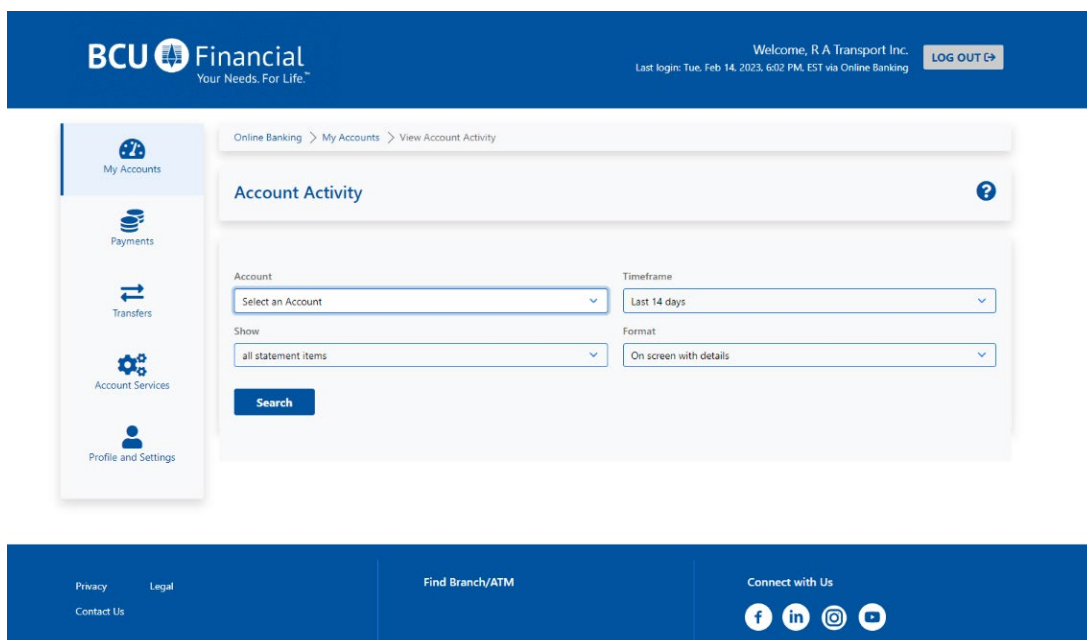 BCU Financial
Your Needs. For Life.™
Welcome, R A Transport Inc.
Last login: Tue, Feb 14, 2023, 6:02 PM, EST via Online Banking
LOG OUT
My Accounts
Payments
Transfers
Account Services
Profile and Settings
Online Banking > My Accounts > View Account Activity
Account Activity
?
Account
Select an Account
Timeframe
Last 14 days
Show
all statement items
Format
On screen with details
Search
Privacy Legal
Contact Us
Find Branch/ATM
Connect with Us
f in